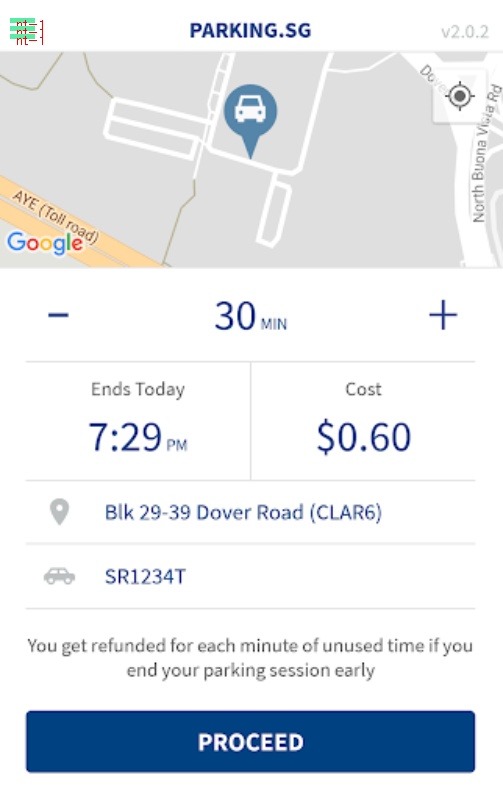 PARKING.SG
v2.0.2
North Buona Vista Rd
AYE (Toll road)
Google
− 30 MIN +
Ends Today
Cost
7:29 PM
$0.60
Blk 29-39 Dover Road (CLAR6)
SR1234T
You get refunded for each minute of unused time if you
end your parking session early
PROCEED